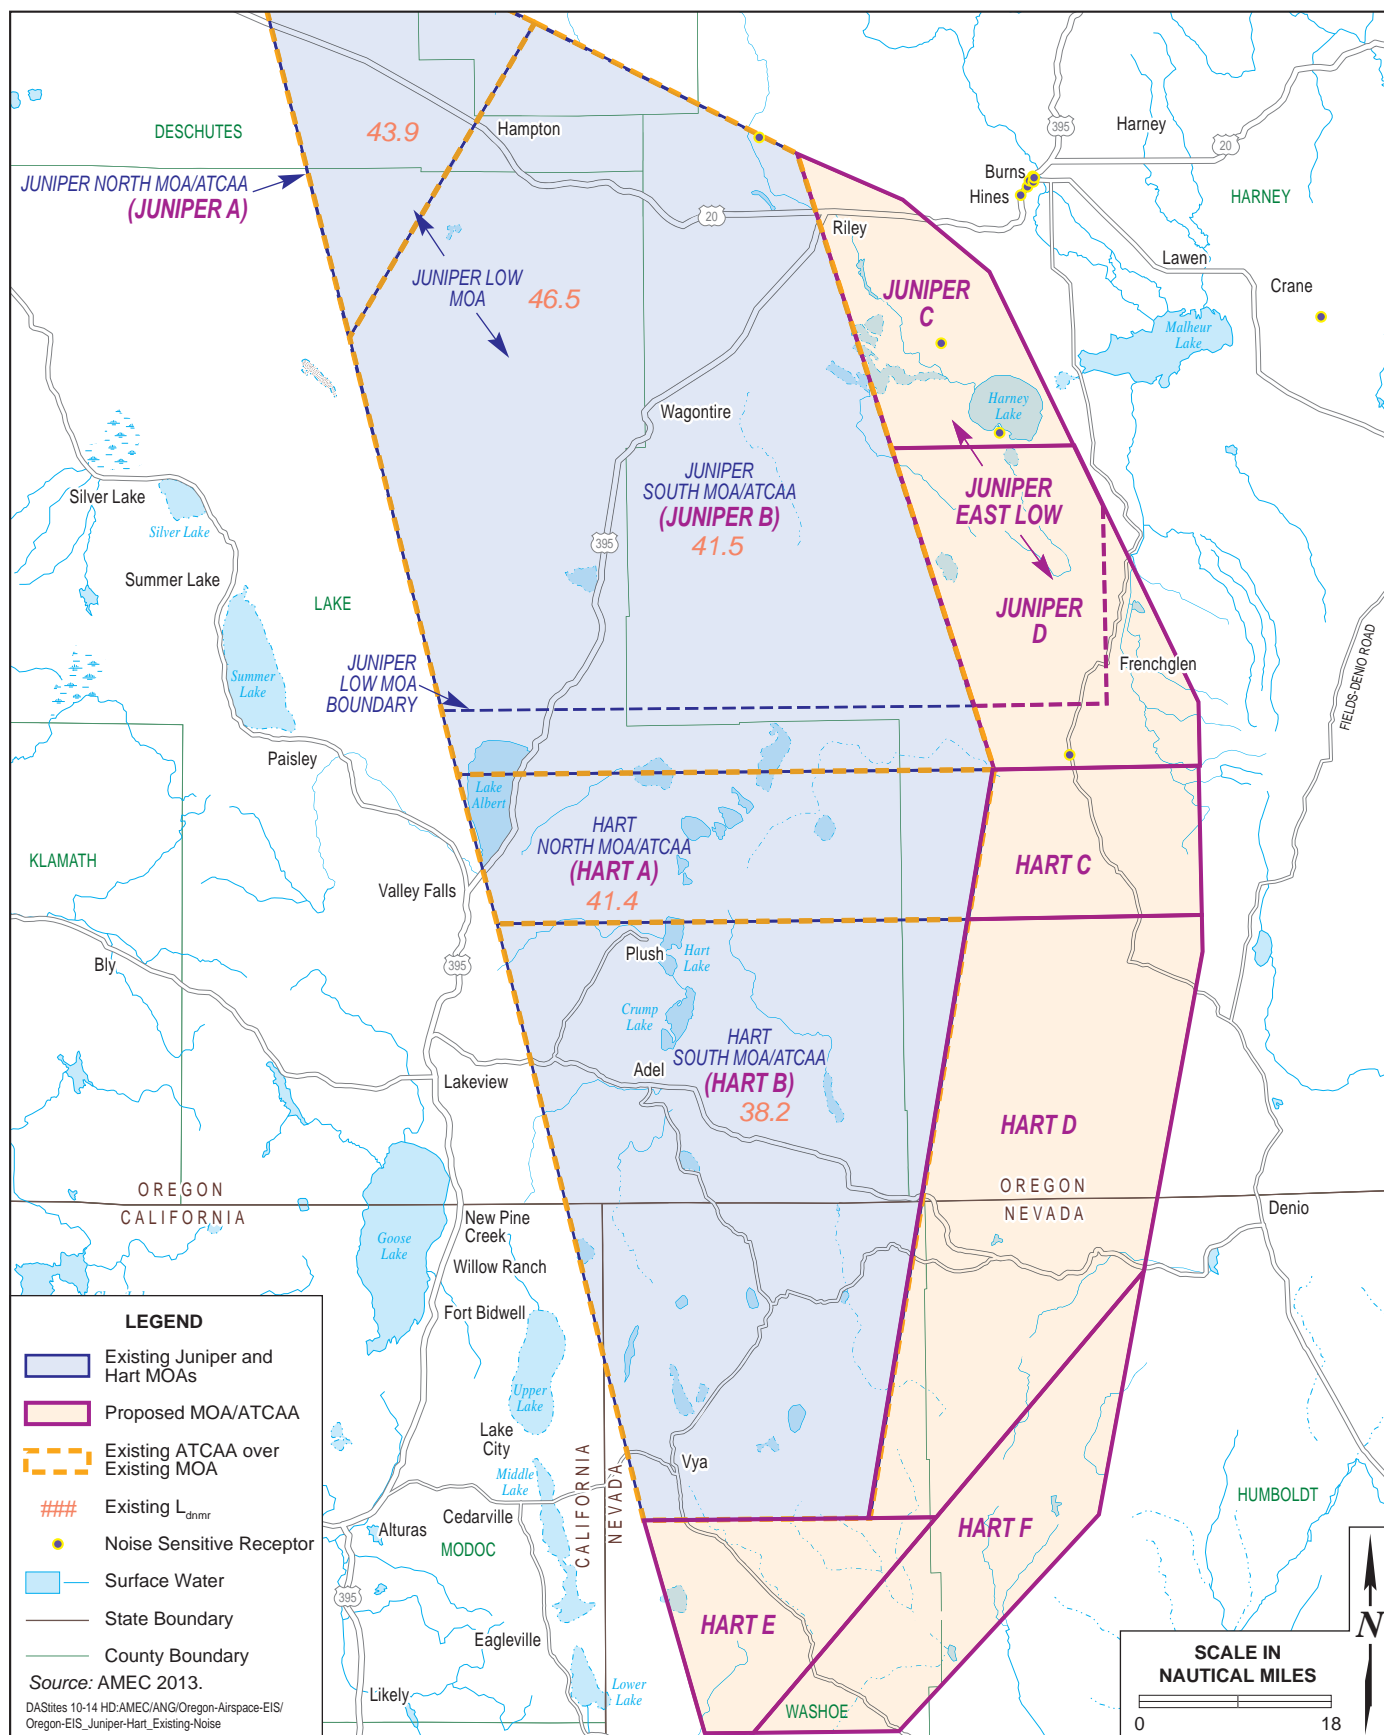 DESCHUTES
43.9
Hampton
395
Harney
20
JUNIPER NORTH MOA/ATCAA
(JUNIPER A)
Burns
Hines
HARNEY
20
Riley
Lawen
Crane
JUNIPER LOW
MOA
46.5
JUNIPER
C
Malheur
Lake
Wagontire
Harney
Lake
JUNIPER
SOUTH MOA/ATCAA
(JUNIPER B)
41.5
JUNIPER
EAST LOW
Silver Lake
Silver Lake
395
Summer Lake
LAKE
JUNIPER
D
FIELDS-DENIO ROAD
JUNIPER
LOW MOA
BOUNDARY
Summer
Lake
Frenchglen
Paisley
Lake
Albert
HART
NORTH MOA/ATCAA
(HART A)
41.4
HART C
KLAMATH
Valley Falls
Bly
395
Plush
Hart
Lake
Crump
Lake
HART
SOUTH MOA/ATCAA
(HART B)
38.2
Adel
Lakeview
HART D
OREGON
CALIFORNIA
OREGON
NEVADA
Denio
New Pine
Creek
Goose
Lake
Willow Ranch
Fort Bidwell
Upper
Lake
Lake
City
Vya
Middle
Lake
CALIFORNIA
NEVADA
Cedarville
Alturas
MODOC
395
HUMBOLDT
HART F
HART E
Eagleville
Lower
Lake
Likely
WASHOE
LEGEND
Existing Juniper and
Hart MOAs
Proposed MOA/ATCAA
Existing ATCAA over
Existing MOA
### Existing Ldnmr
Noise Sensitive Receptor
Surface Water
State Boundary
County Boundary
Source: AMEC 2013.
DAStites 10-14 HD:AMEC/ANG/Oregon-Airspace-EIS/
Oregon-EIS_Juniper-Hart_Existing-Noise
N
SCALE IN
NAUTICAL MILES
0 18